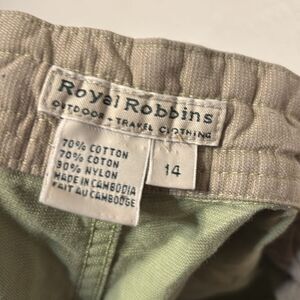 Royal Robbins
OUTDOOR - TRAVEL CLOTHING
70% COTTON
70% COTON
30% NYLON
MADE IN CAMBODIA
FAIT AU CAMBODGE
14